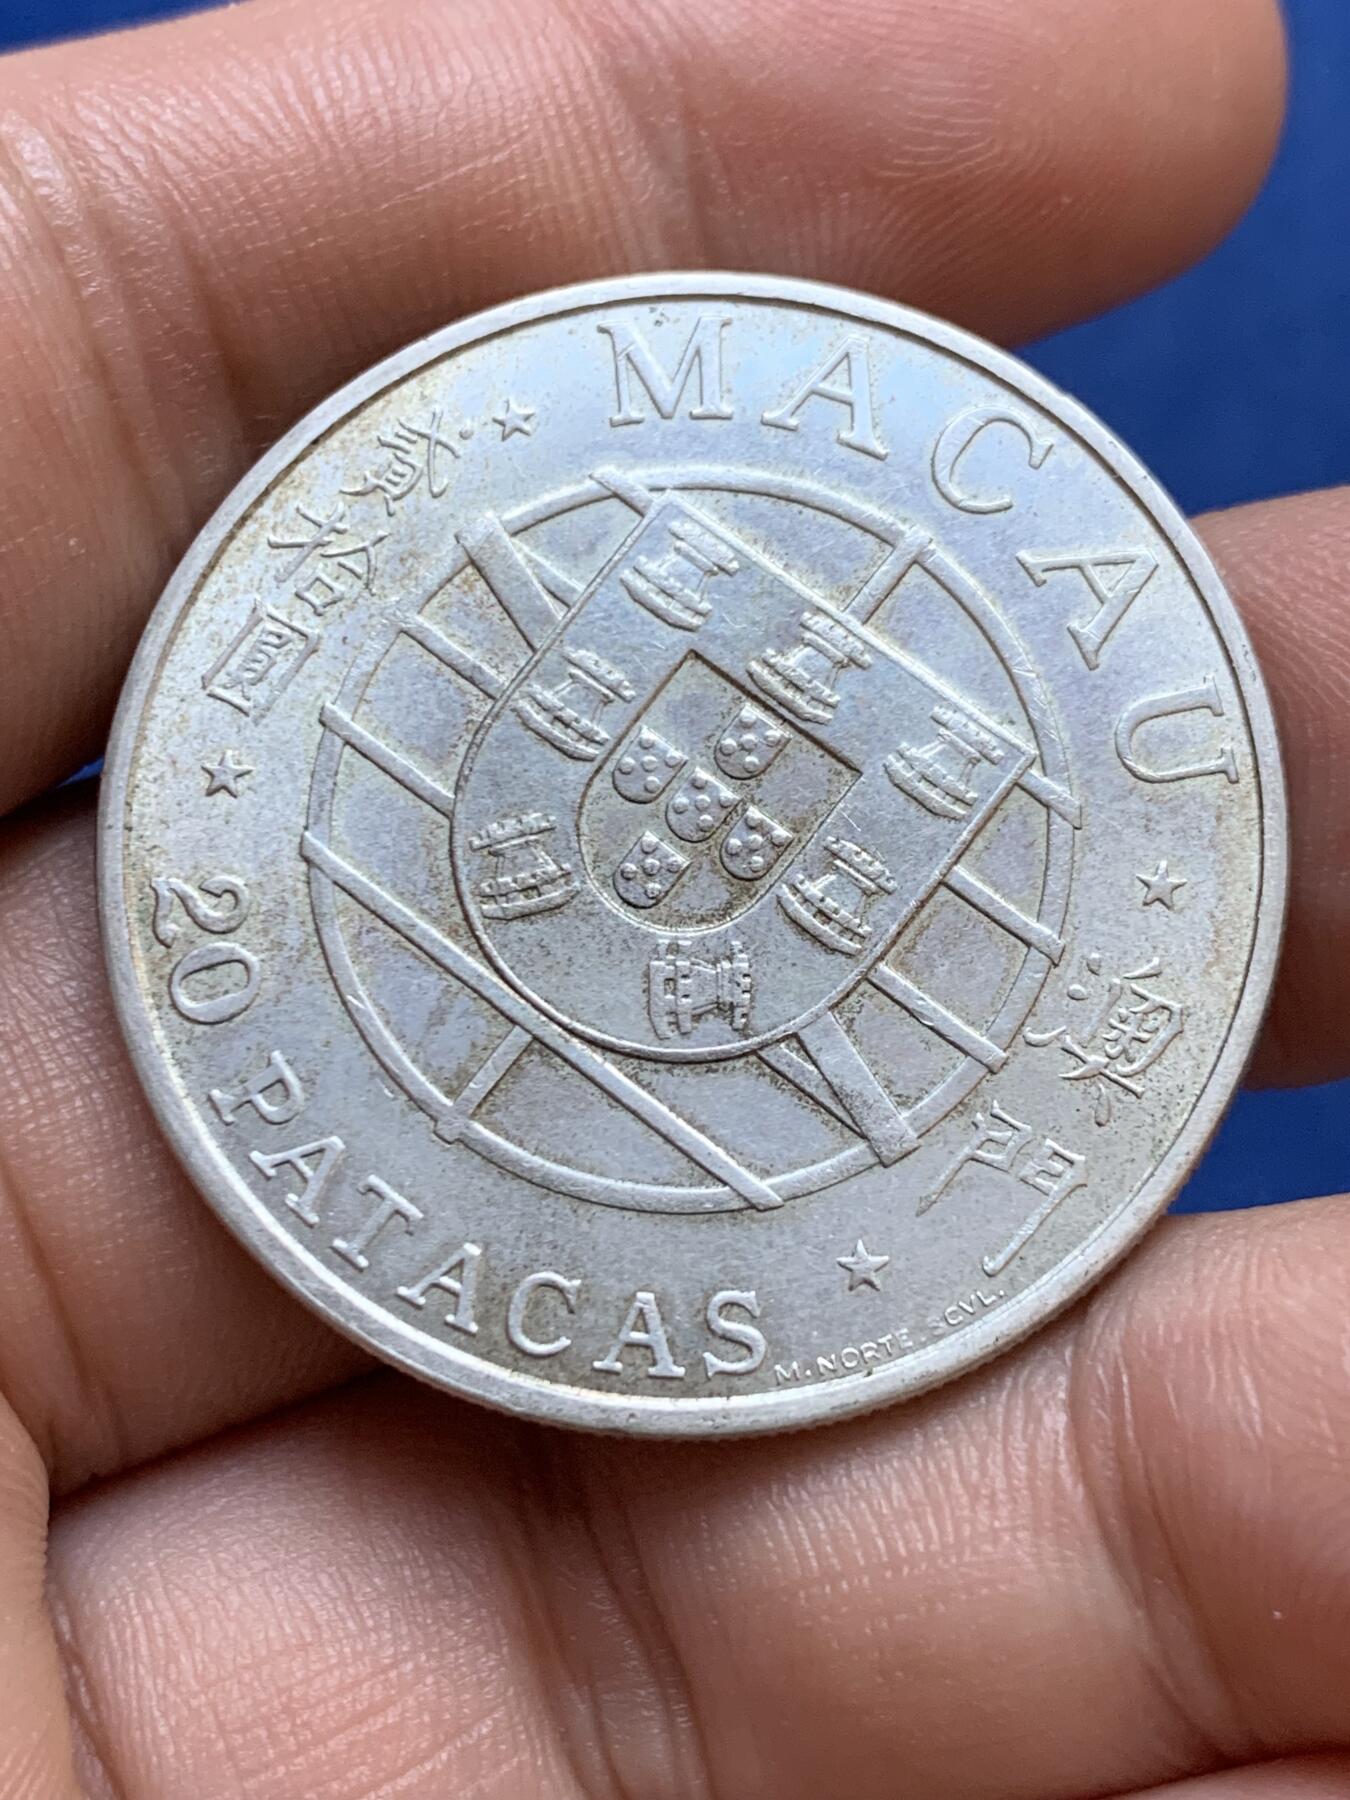 MACAU
澳門
20 PATACAS
貳拾圓
M. NORTE. SCVL.